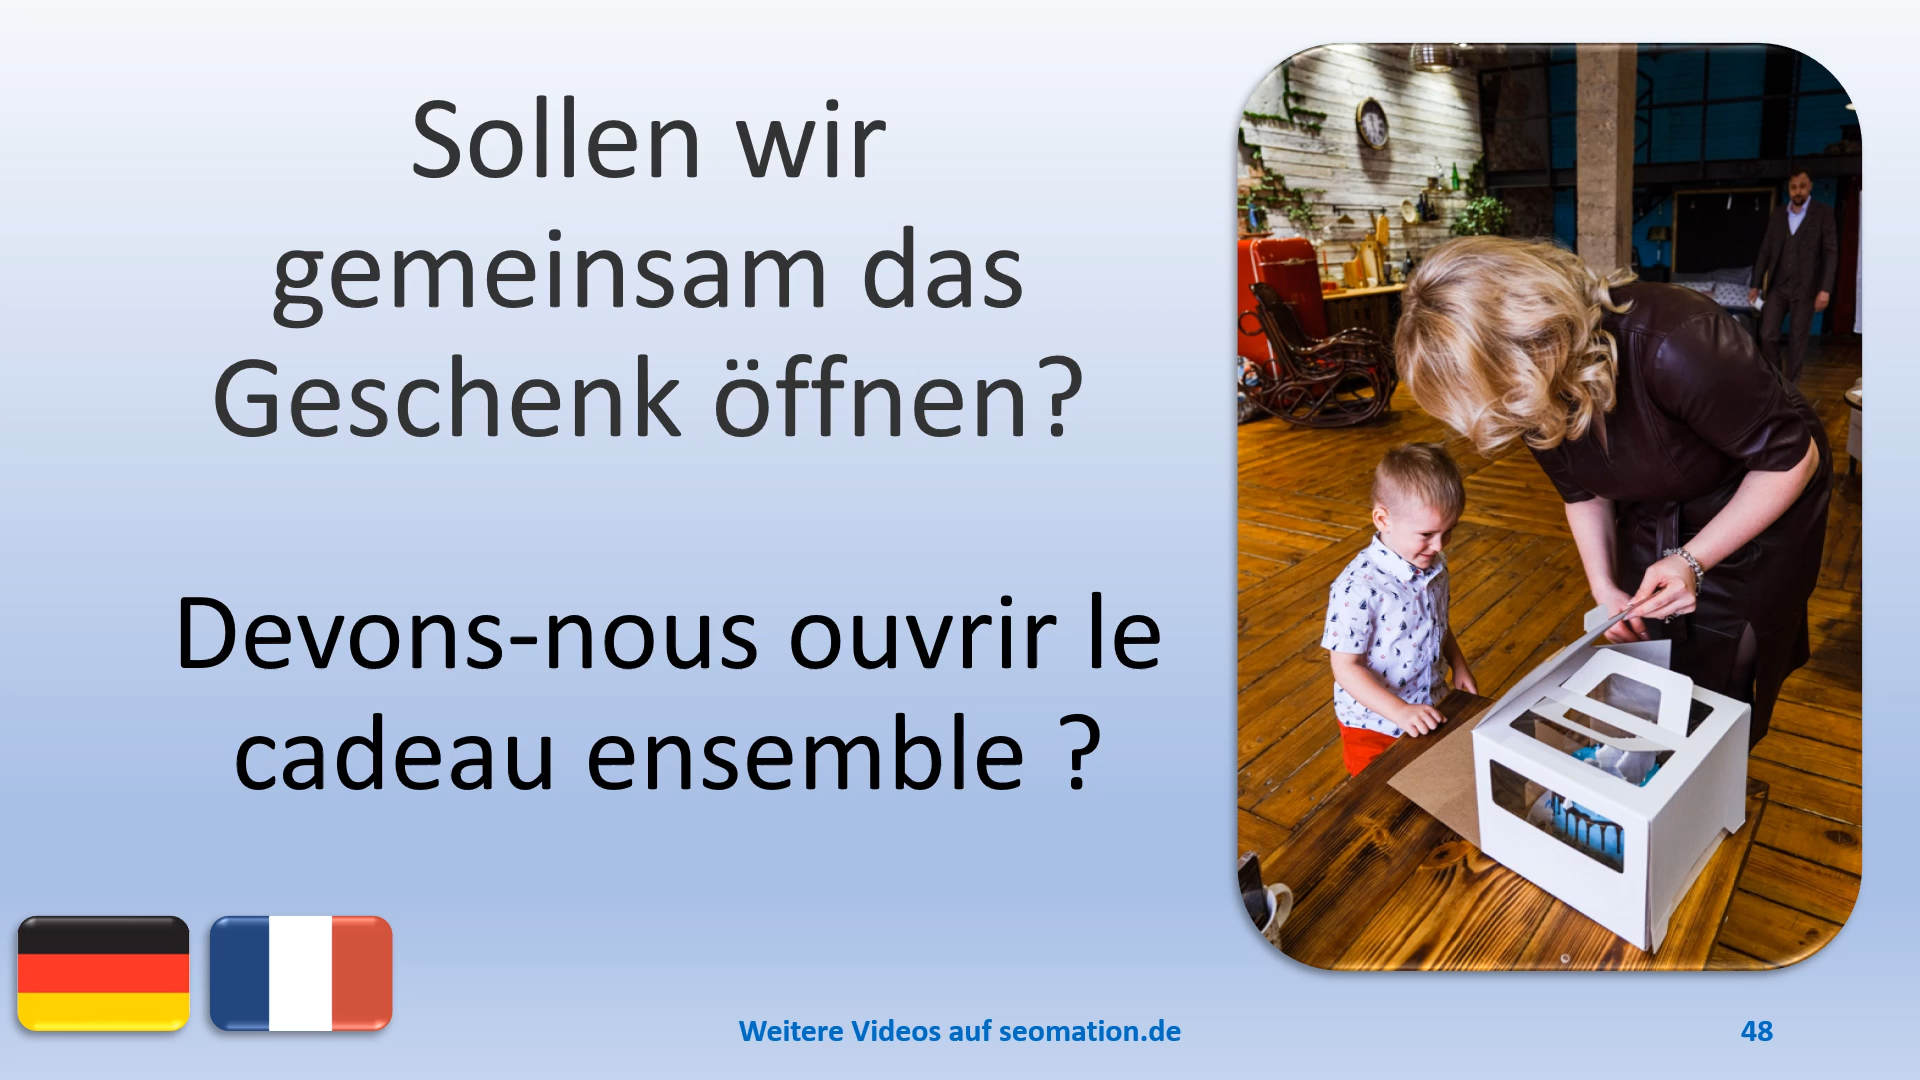 Sollen wir
gemeinsam das
Geschenk öffnen?
Devons-nous ouvrir le
cadeau ensemble ?
Weitere Videos auf seomation.de
48